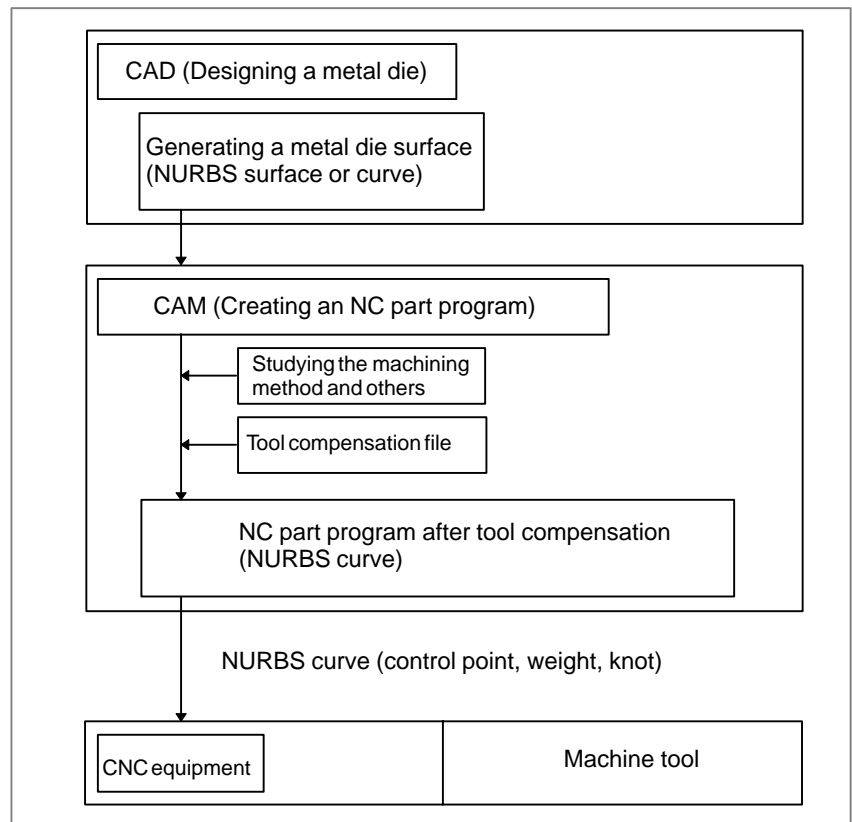 CAD (Designing a metal die)
Generating a metal die surface
(NURBS surface or curve)
CAM (Creating an NC part program)
Studying the machining
method and others
Tool compensation file
NC part program after tool compensation
(NURBS curve)
NURBS curve (control point, weight, knot)
CNC equipment
Machine tool